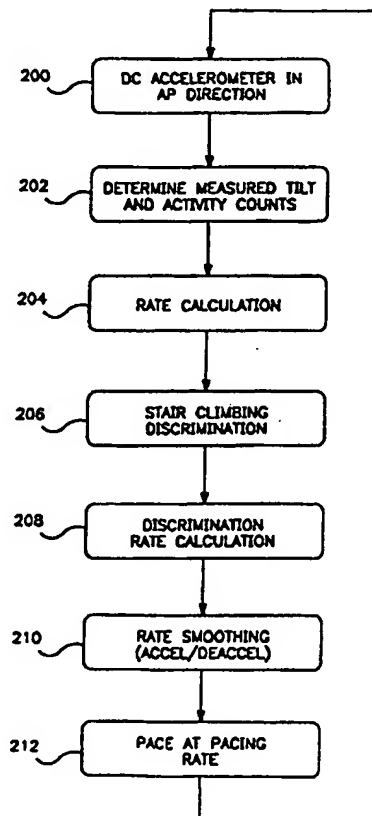 200
DC ACCELEROMETER IN
AP DIRECTION
202
DETERMINE MEASURED TILT
AND ACTIVITY COUNTS
204
RATE CALCULATION
206
STAIR CLIMBING
DISCRIMINATION
208
DISCRIMINATION
RATE CALCULATION
210
RATE SMOOTHING
(ACCEL/DEACCEL)
212
PACE AT PACING
RATE